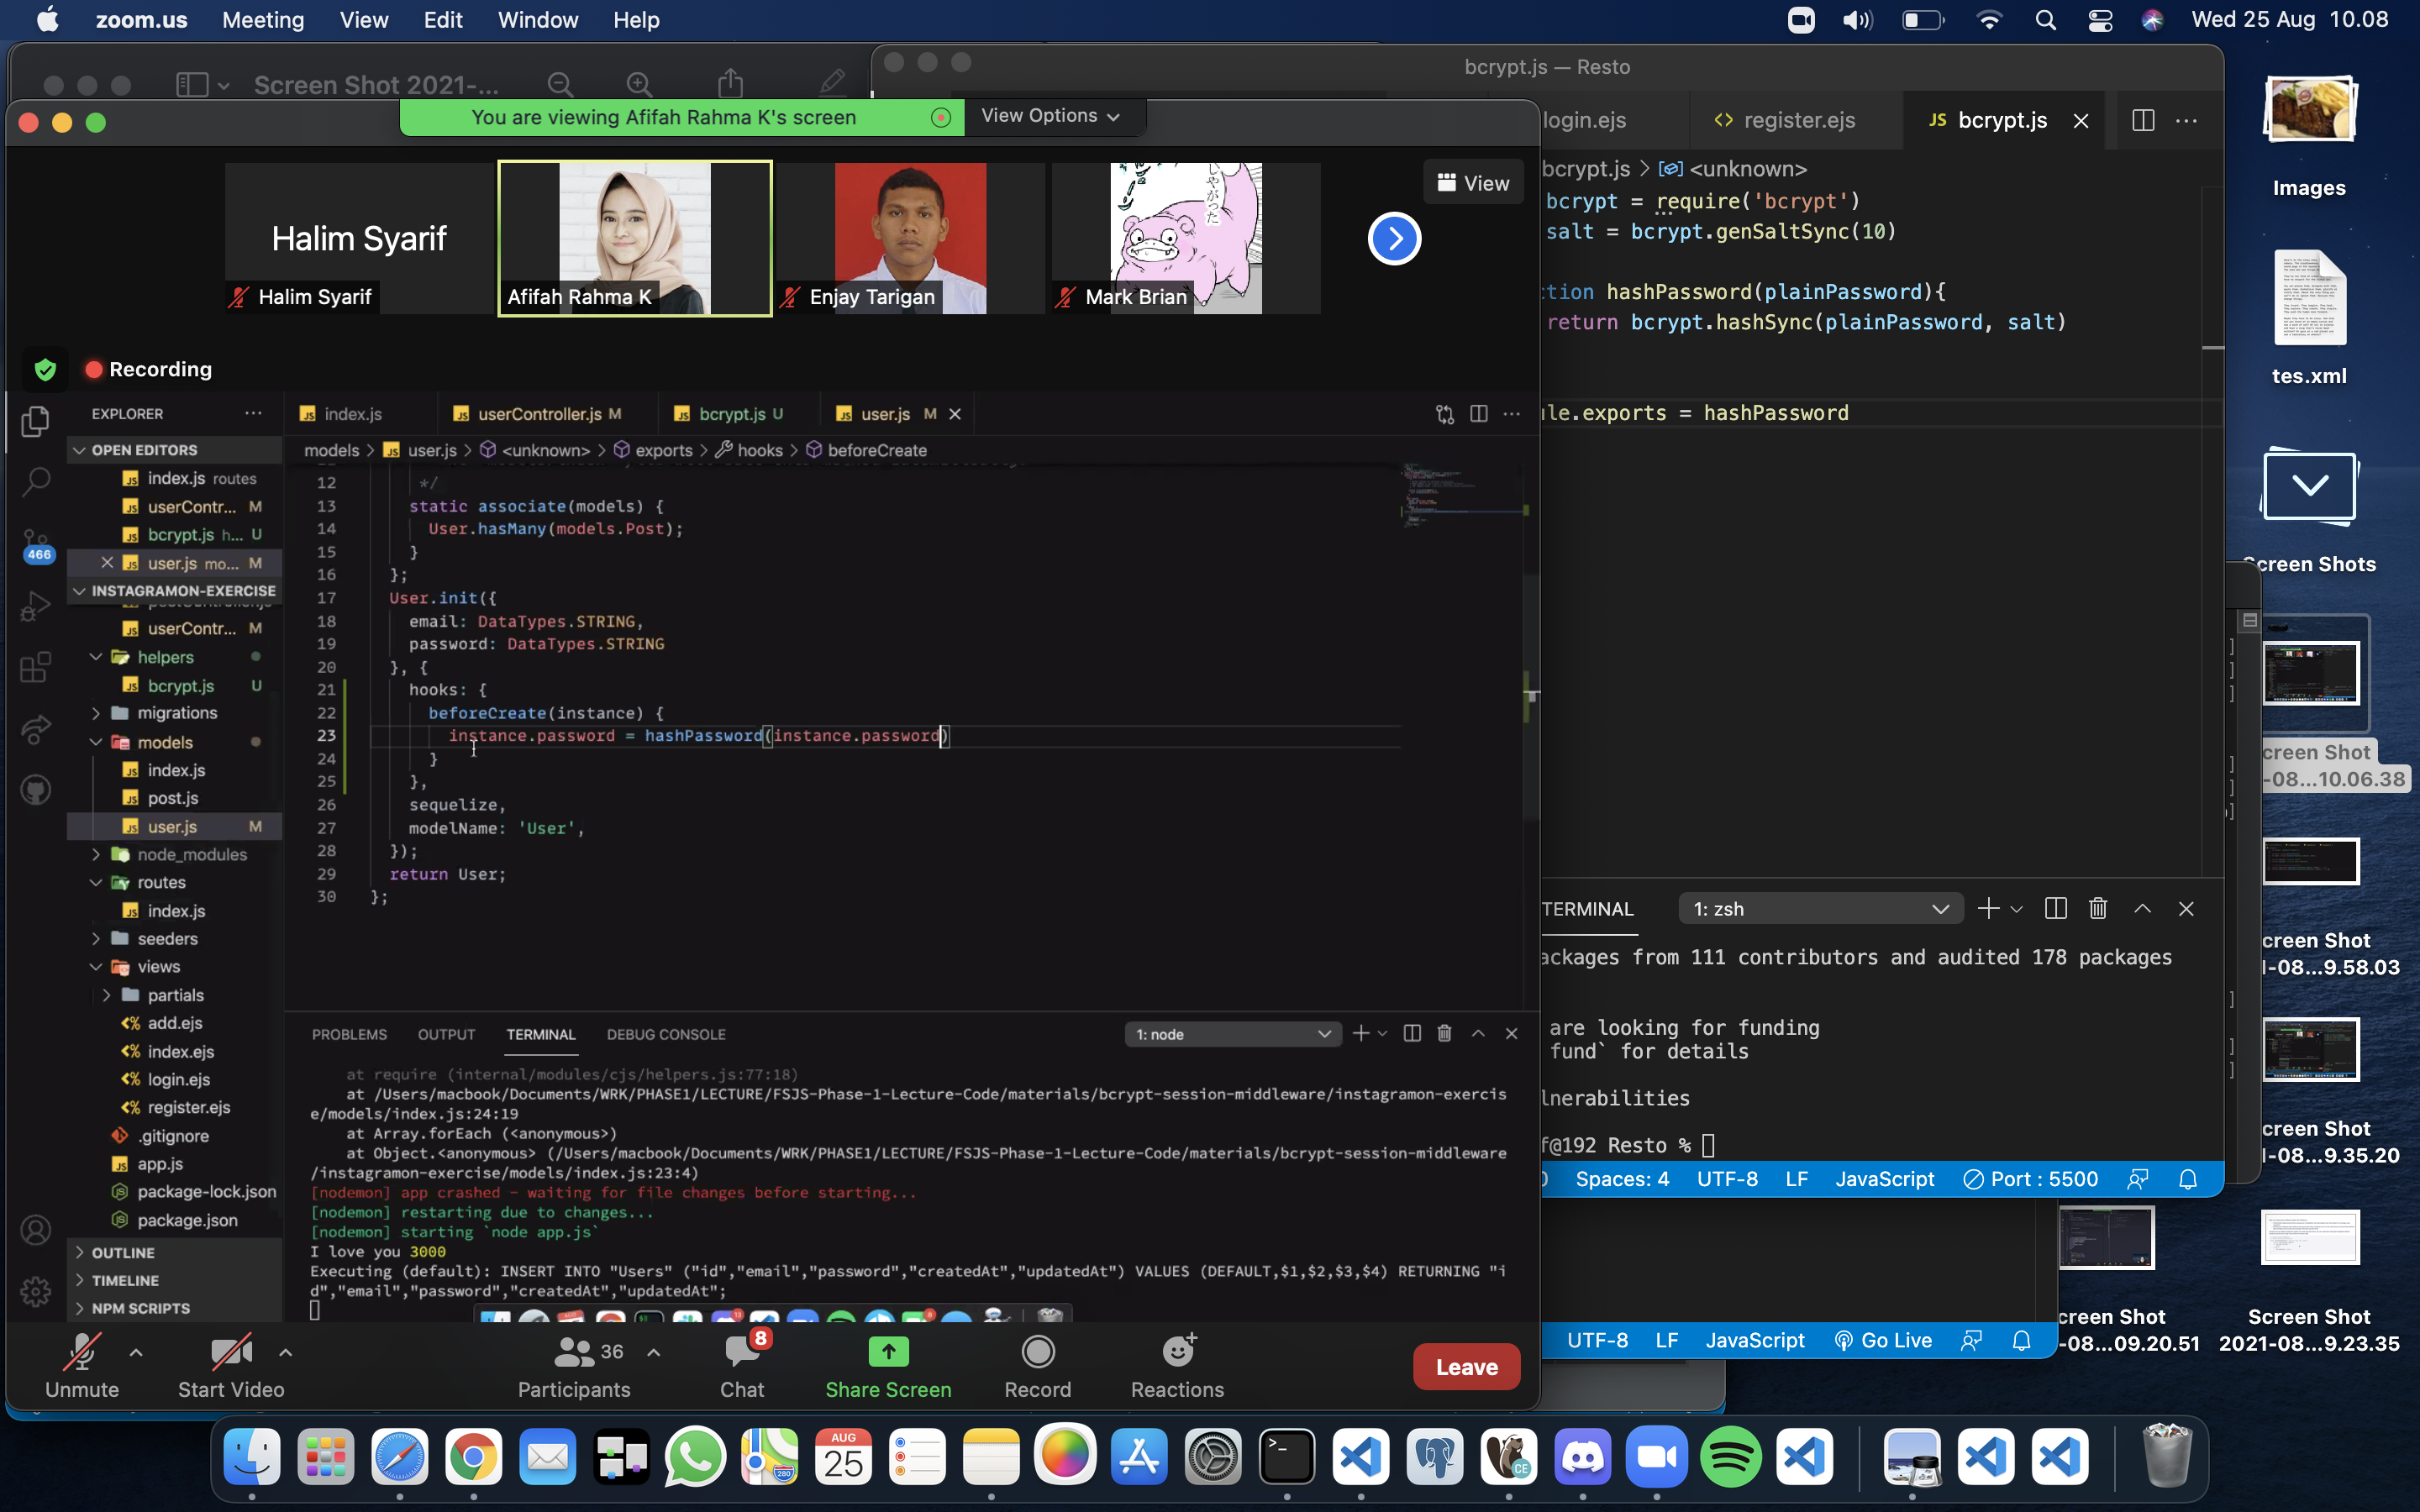 zoom.us Meeting View Edit Window Help
Wed 25 Aug 10.08
Screen Shot 2021-...
bcrypt.js — Resto
You are viewing Afifah Rahma K's screen
View Options
login.ejs
register.ejs
JS bcrypt.js
View
Halim Syarif
Halim Syarif
Afifah Rahma K
Enjay Tarigan
Mark Brian
Recording
bcrypt.js > <unknown>
bcrypt = require('bcrypt')
salt = bcrypt.genSaltSync(10)
ction hashPassword(plainPassword){
return bcrypt.hashSync(plainPassword, salt)
le.exports = hashPassword
Images
tes.xml
Screen Shots
creen Shot
-08...10.06.38
creen Shot
-08...9.58.03
creen Shot
-08...9.35.20
creen Shot
-08...09.20.51
Screen Shot
2021-08...9.23.35
EXPLORER
OPEN EDITORS
index.js routes
userContr... M
bcrypt.js h... U
user.js mo... M
466
INSTAGRAMON-EXERCISE
userContr... M
helpers
bcrypt.js U
migrations
models
index.js
post.js
user.js M
node_modules
routes
index.js
seeders
views
partials
add.ejs
index.ejs
login.ejs
register.ejs
.gitignore
app.js
package-lock.json
package.json
OUTLINE
TIMELINE
NPM SCRIPTS
index.js
userController.js M
bcrypt.js U
user.js M
models > user.js > <unknown> > exports > hooks > beforeCreate
12 */
13 static associate(models) {
14 User.hasMany(models.Post);
15 }
16 };
17 User.init({
18 email: DataTypes.STRING,
19 password: DataTypes.STRING
20 }, {
21 hooks: {
22 beforeCreate(instance) {
23 instance.password = hashPassword(instance.password)
24 }
25 },
26 sequelize,
27 modelName: 'User',
28 });
29 return User;
30 };
PROBLEMS OUTPUT TERMINAL DEBUG CONSOLE
1: node
at require (internal/modules/cjs/helpers.js:77:18)
at /Users/macbook/Documents/WRK/PHASE1/LECTURE/FSJS-Phase-1-Lecture-Code/materials/bcrypt-session-middleware/instagramon-exercis
e/models/index.js:24:19
at Array.forEach (<anonymous>)
at Object.<anonymous> (/Users/macbook/Documents/WRK/PHASE1/LECTURE/FSJS-Phase-1-Lecture-Code/materials/bcrypt-session-middleware
/instagramon-exercise/models/index.js:23:4)
[nodemon] app crashed - waiting for file changes before starting...
[nodemon] restarting due to changes...
[nodemon] starting `node app.js`
I love you 3000
Executing (default): INSERT INTO "Users" ("id","email","password","createdAt","updatedAt") VALUES (DEFAULT,$1,$2,$3,$4) RETURNING "i
d","email","password","createdAt","updatedAt";
TERMINAL
1: zsh
ackages from 111 contributors and audited 178 packages
are looking for funding
fund` for details
lnerabilities
f@192 Resto %
Spaces: 4 UTF-8 LF JavaScript Port : 5500
UTF-8 LF JavaScript Go Live
Unmute
Start Video
36
Participants
8
Chat
Share Screen
Record
Reactions
Leave
AUG
25
280
CE